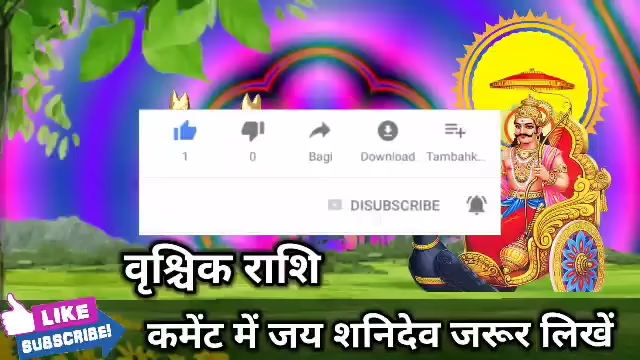 1 0 Bagi Download Tambahk...
DISUBSCRIBE
वृश्चिक राशि
LIKE
SUBSCRIBE!
कमेंट में जय शनिदेव जरूर लिखें